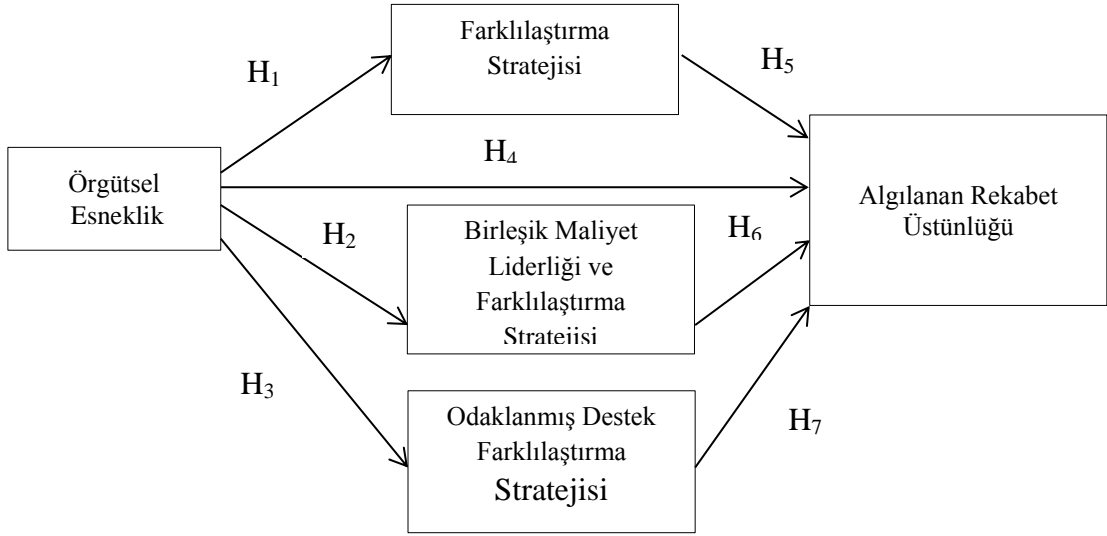 Farklılaştırma
Stratejisi
H₁
H₅
H₄
Örgütsel
Esneklik
Algılanan Rekabet
Üstünlüğü
H₂
Birleşik Maliyet
Liderliği ve
Farklılaştırma
Stratejisi
H₆
H₃
Odaklanmış Destek
Farklılaştırma
Stratejisi
H₇